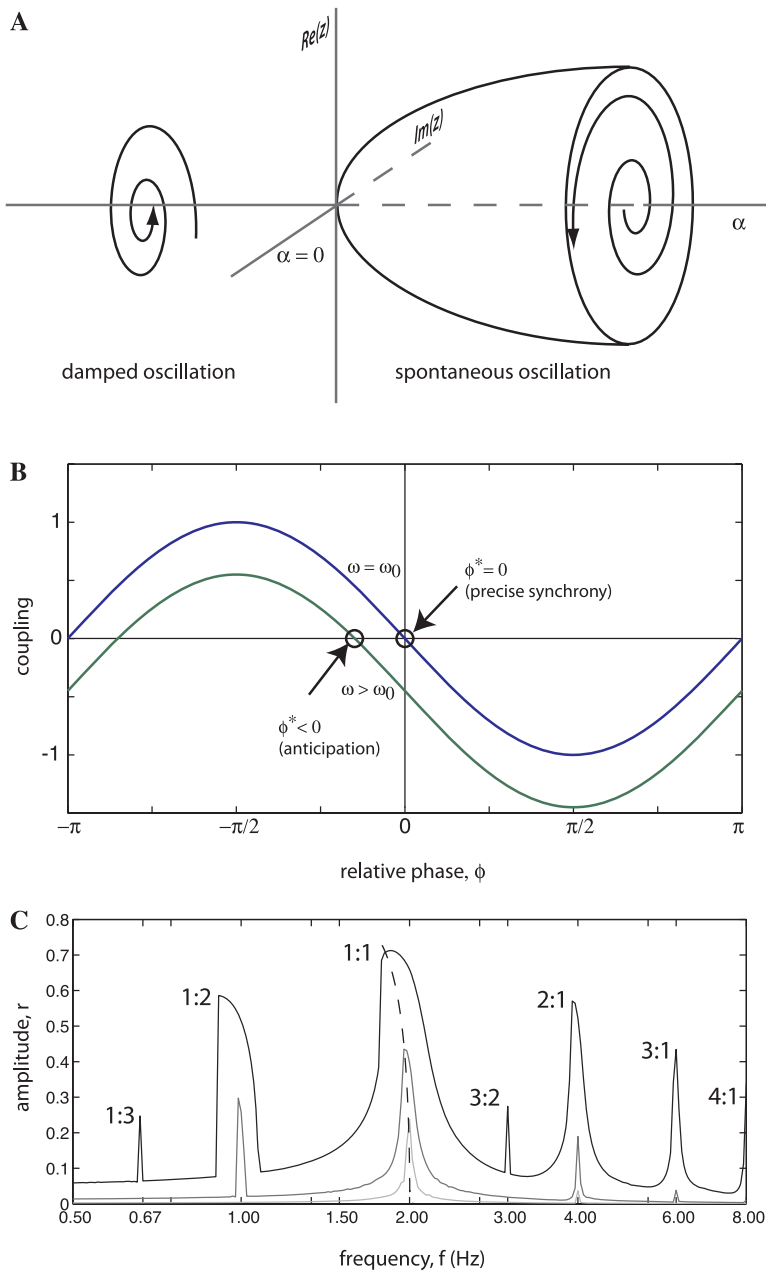 A
Re(z)
Im(z)
α = 0
α
damped oscillation
spontaneous oscillation
B
1
0
-1
coupling
ω = ω0
ϕ* = 0
(precise synchrony)
ω > ω0
ϕ* < 0
(anticipation)
−π
−π/2
0
π/2
π
relative phase, ϕ
C
0.8
0.7
0.6
0.5
0.4
0.3
0.2
0.1
0
amplitude, r
1:3
1:2
1:1
3:2
2:1
3:1
4:1
0.50
0.67
1.00
1.50
2.00
3.00
4.00
6.00
8.00
frequency, f (Hz)